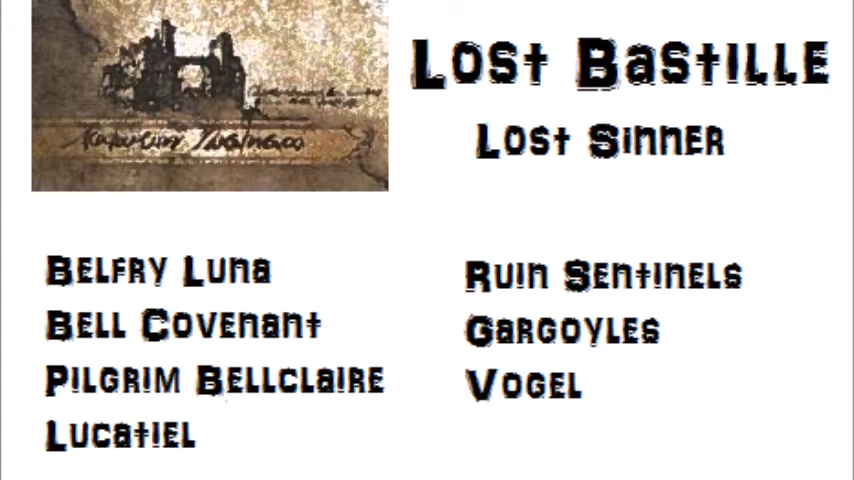 Lost Bastille
Lost Sinner
Belfry Luna
Bell Covenant
Pilgrim Bellclaire
Lucatiel
Ruin Sentinels
Gargoyles
Vogel